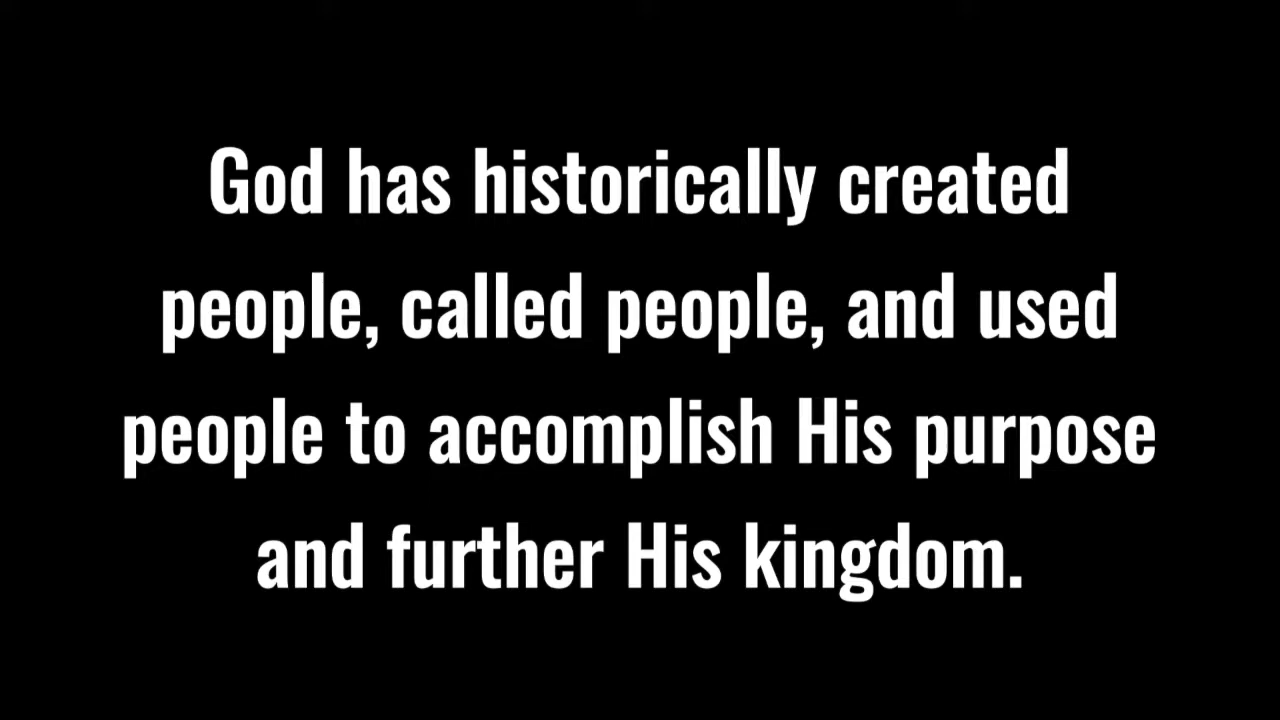 God has historically created
people, called people, and used
people to accomplish His purpose
and further His kingdom.